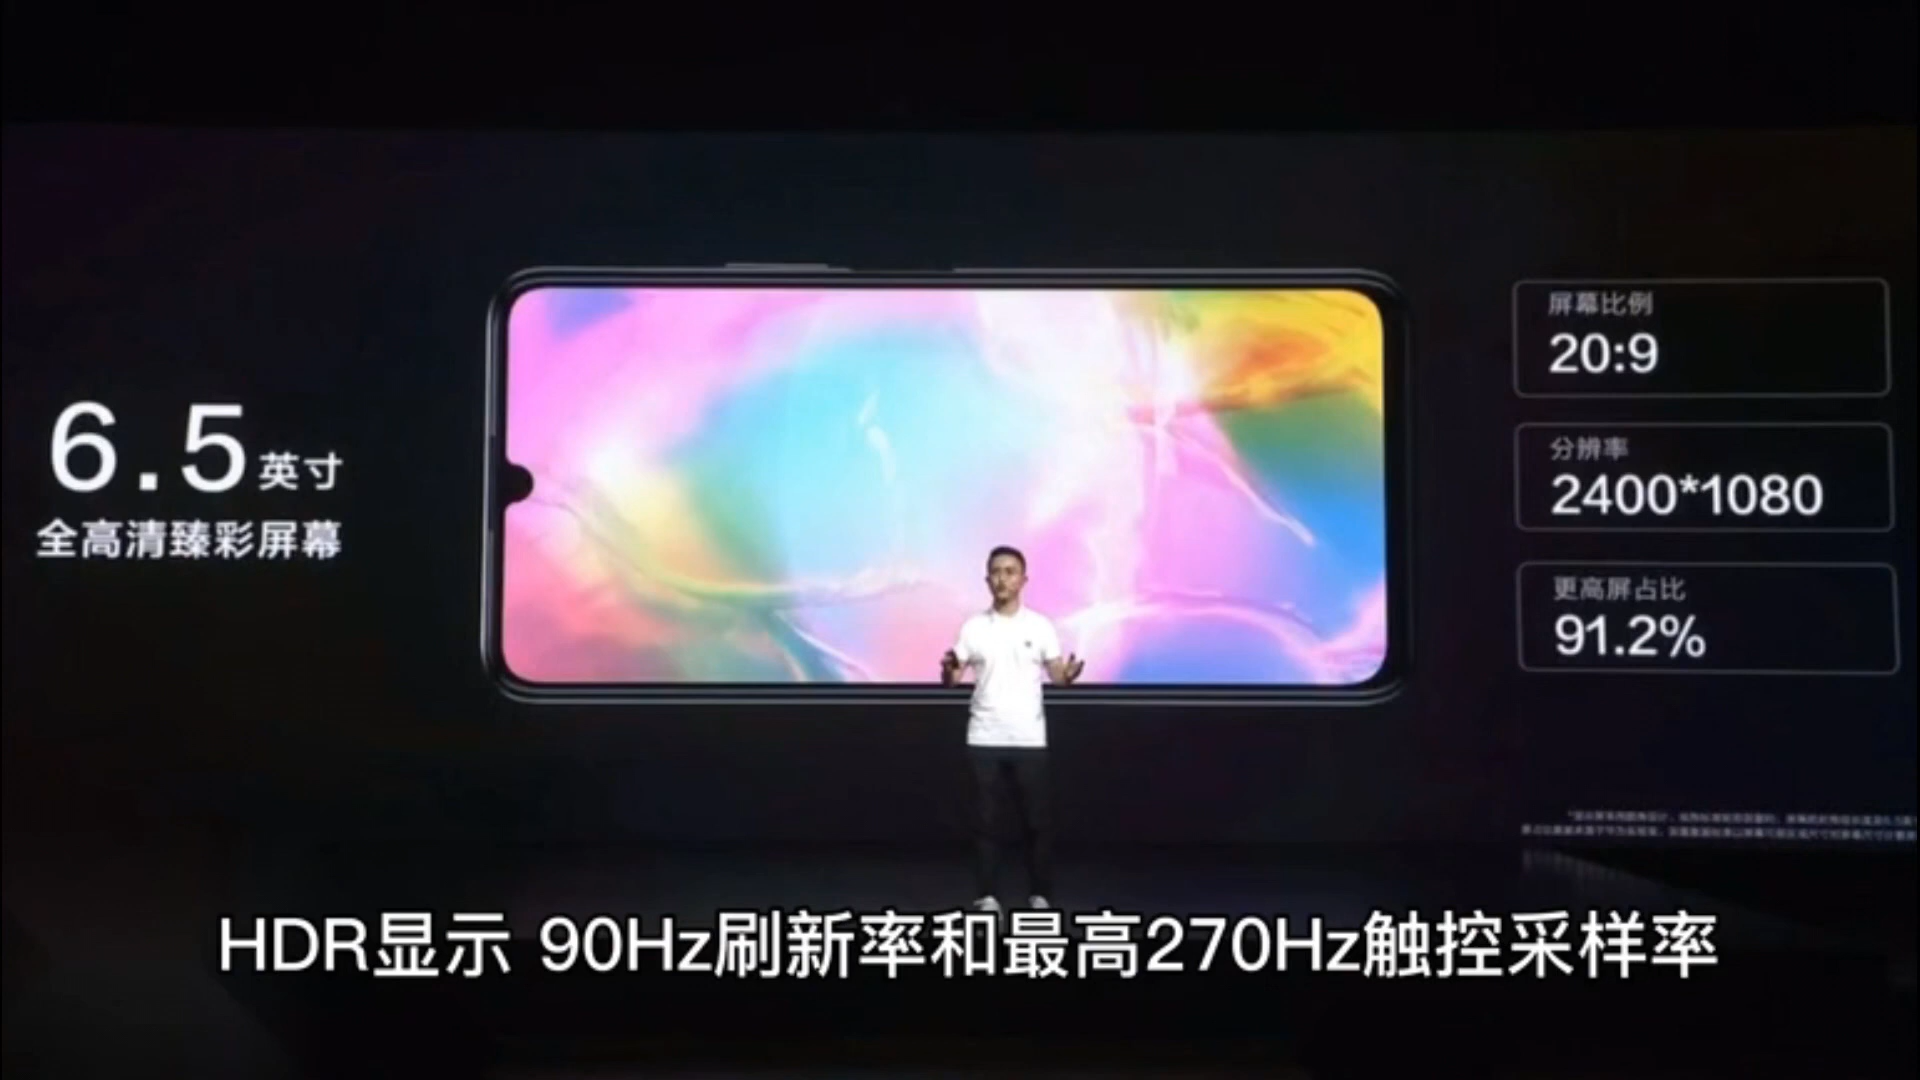 6.5英寸
全高清臻彩屏幕
屏幕比例
20:9
分辨率
2400*1080
更高屏占比
91.2%
HDR显示 90Hz刷新率和最高270Hz触控采样率